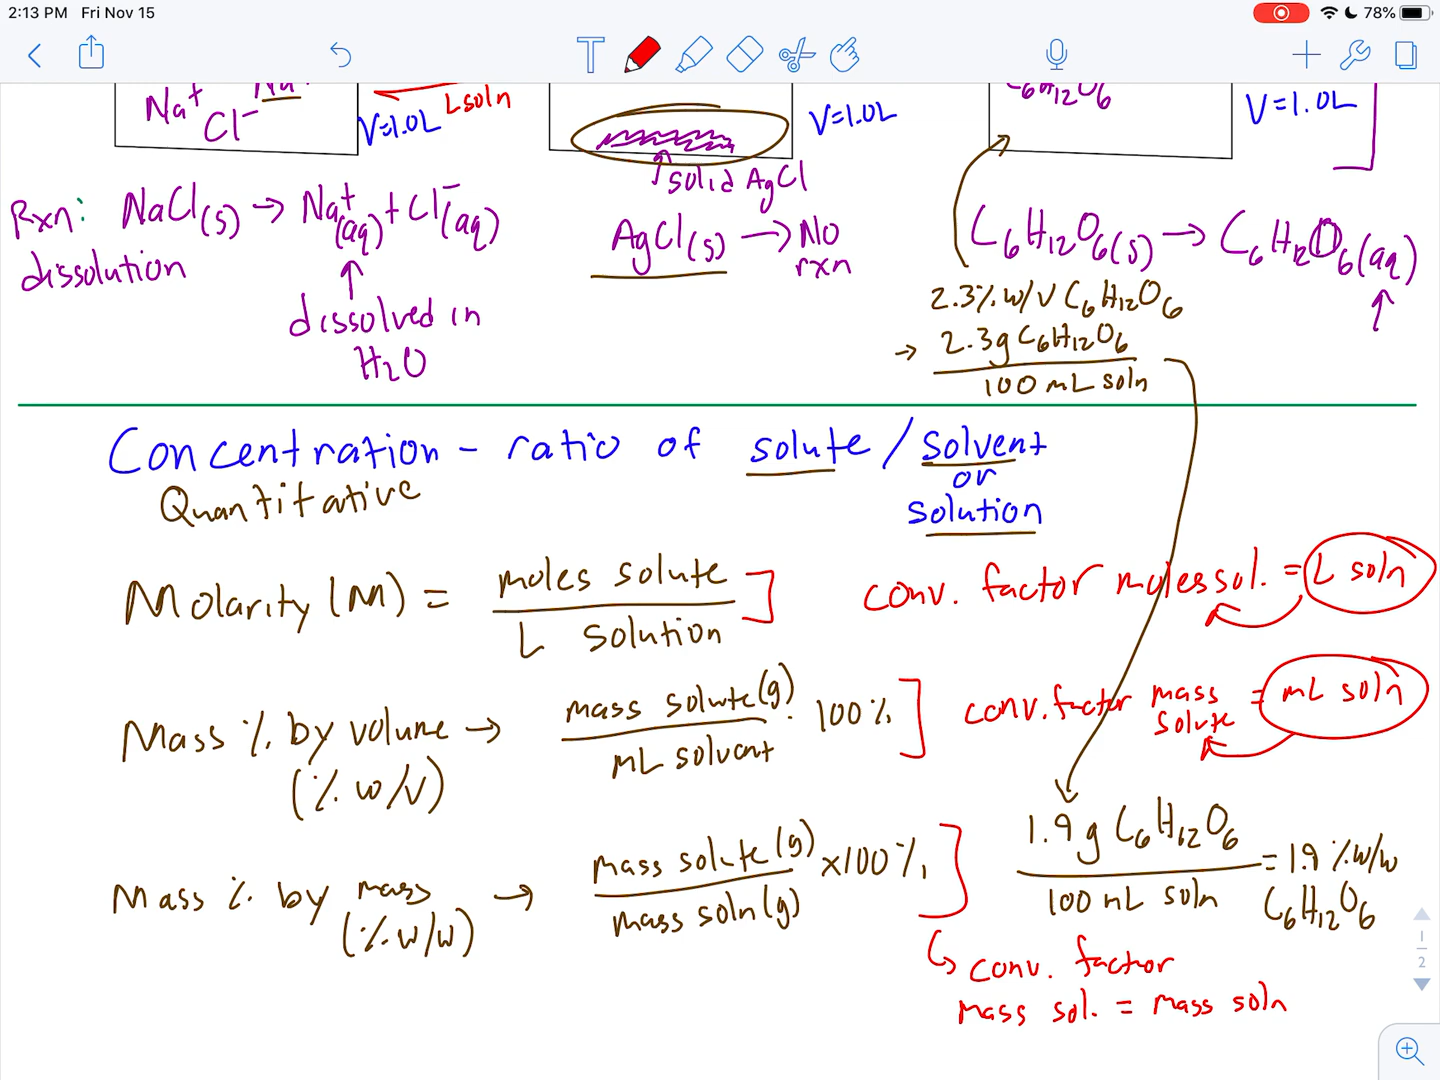 2:13 PM Fri Nov 15
78%
Na⁺ Na
Cl⁻
L soln
V=1.0L
V=1.0L
solid AgCl
C₆H₁₂O₆
V=1.0L
Rxn: NaCl(s) → Na⁺(aq) + Cl⁻(aq)
dissolution
↑
dissolved in
H₂O
AgCl(s) → No
rxn
C₆H₁₂O₆(s) → C₆H₁₂O₆(aq)
↑
2.3% w/v C₆H₁₂O₆
→ 2.3g C₆H₁₂O₆
100 mL soln
Concentration - ratio of solute / solvent
or
solution
Quantitative
Molarity (M) = moles solute
L solution
conv. factor moles sol. = L soln
Mass % by volume → mass solute (g) · 100%
mL solvent
(% w/v)
conv. factor mass
solute = mL soln
Mass % by mass → mass solute (g) x100%
mass soln (g)
(% w/w)
1.9 g C₆H₁₂O₆ = 1.9 % w/w
100 mL soln C₆H₁₂O₆
↳ conv. factor
mass sol. = mass soln
1
2